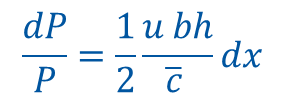 dP/P = 1/2 u bh/c̅ dx